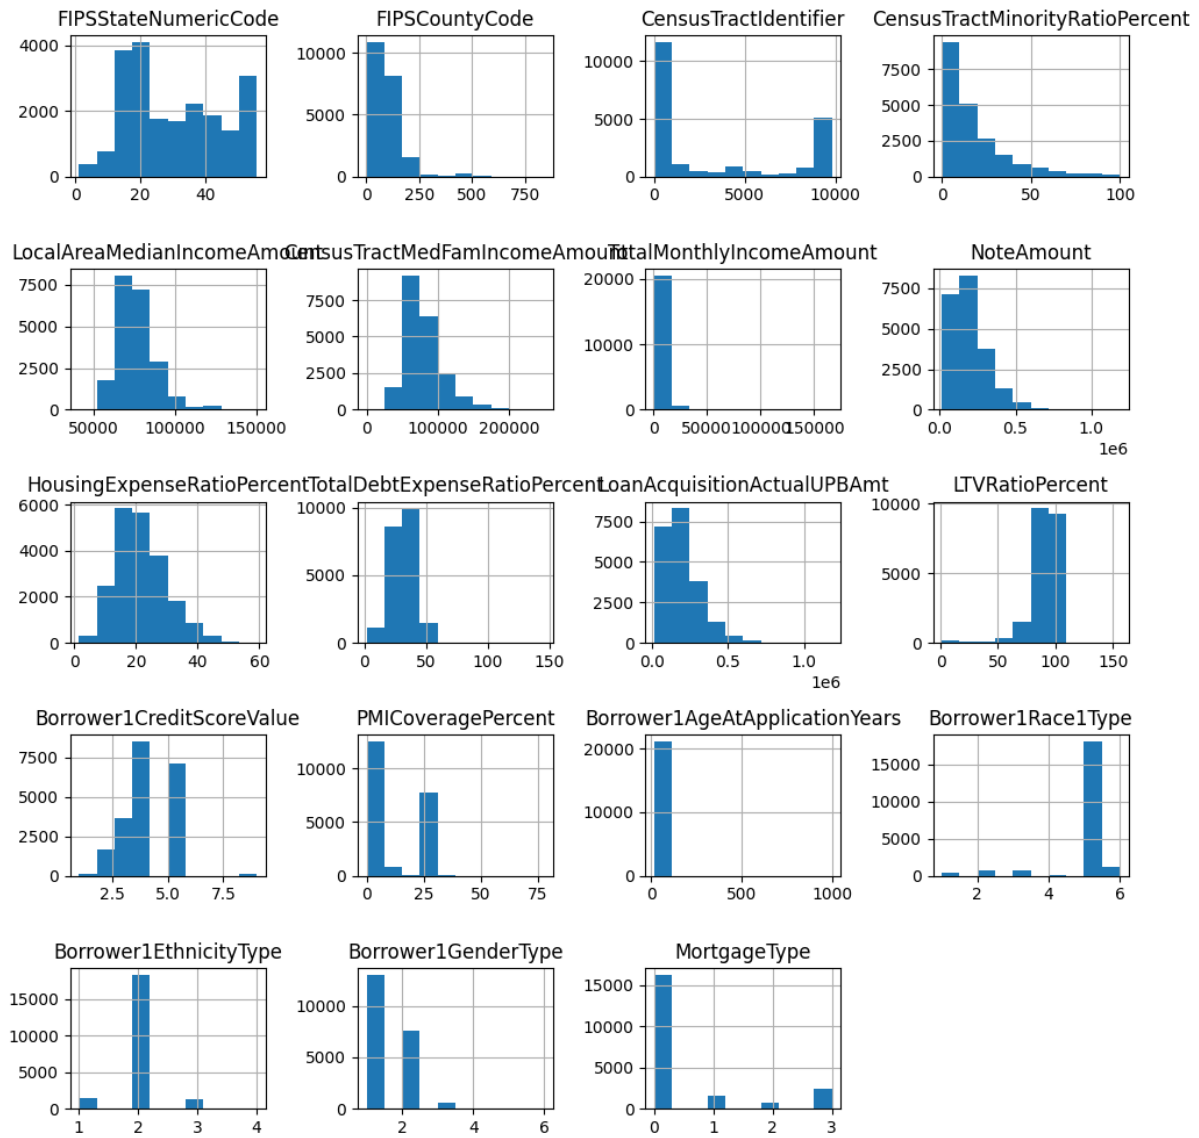 FIPSStateNumericCode FIPSCountyCode CensusTractIdentifier CensusTractMinorityRatioPercent
4000
2000
0
0 20 40
10000
5000
0
0 250 500 750
10000
5000
0
0 5000 10000
7500
5000
2500
0
0 50 100
LocalAreaMedianIncomeAmount CensusTractMedFamIncomeAmount TotalMonthlyIncomeAmount NoteAmount
7500
5000
2500
0
50000 100000 150000
7500
5000
2500
0
0 100000 200000
20000
10000
0
0 50000 100000 150000
7500
5000
2500
0
0.0 0.5 1.0
1e6
HousingExpenseRatioPercent TotalDebtExpenseRatioPercent LoanAcquisitionActualUPBAmt LTVRatioPercent
6000
4000
2000
0
0 20 40 60
10000
5000
0
0 50 100 150
7500
5000
2500
0
0.0 0.5 1.0
1e6
10000
5000
0
0 50 100 150
Borrower1CreditScoreValue PMICoveragePercent Borrower1AgeAtApplicationYears Borrower1Race1Type
7500
5000
2500
0
2.5 5.0 7.5
10000
5000
0
0 25 50 75
20000
10000
0
0 500 1000
15000
10000
5000
0
2 4 6
Borrower1EthnicityType Borrower1GenderType MortgageType
15000
10000
5000
0
1 2 3 4
10000
5000
0
2 4 6
15000
10000
5000
0
0 1 2 3